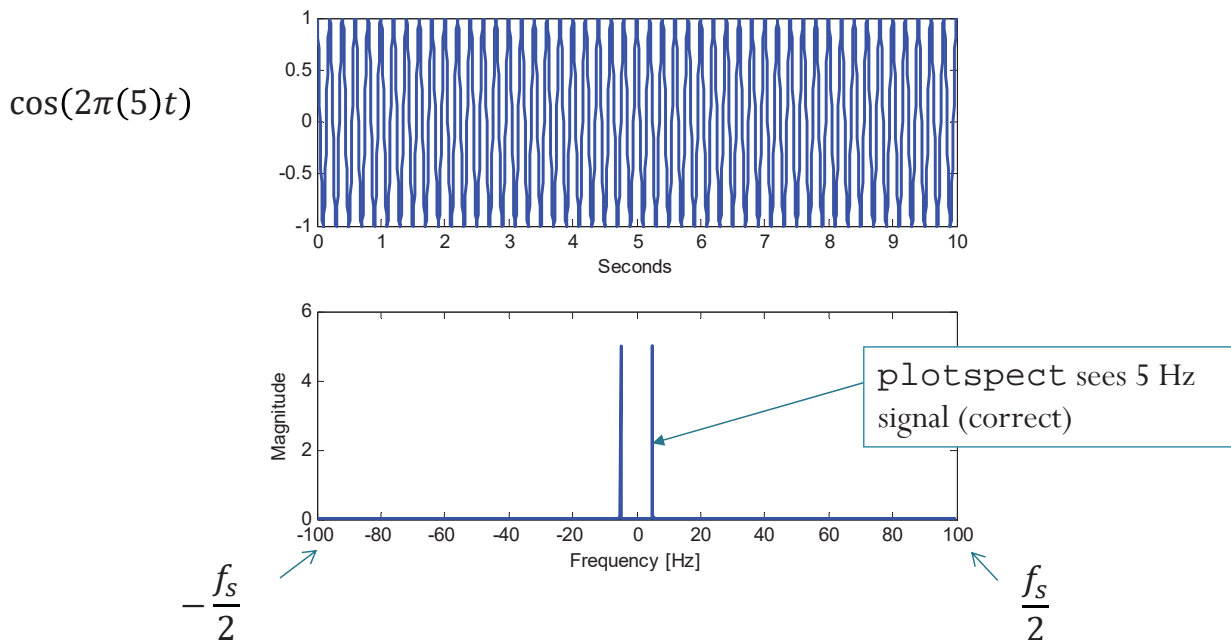 cos(2π(5)t)
1
0.5
0
-0.5
-1
0 1 2 3 4 5 6 7 8 9 10
Seconds
6
4
2
0
Magnitude
-100 -80 -60 -40 -20 0 20 40 60 80 100
Frequency [Hz]
plotspect sees 5 Hz
signal (correct)
− f_s/2
f_s/2